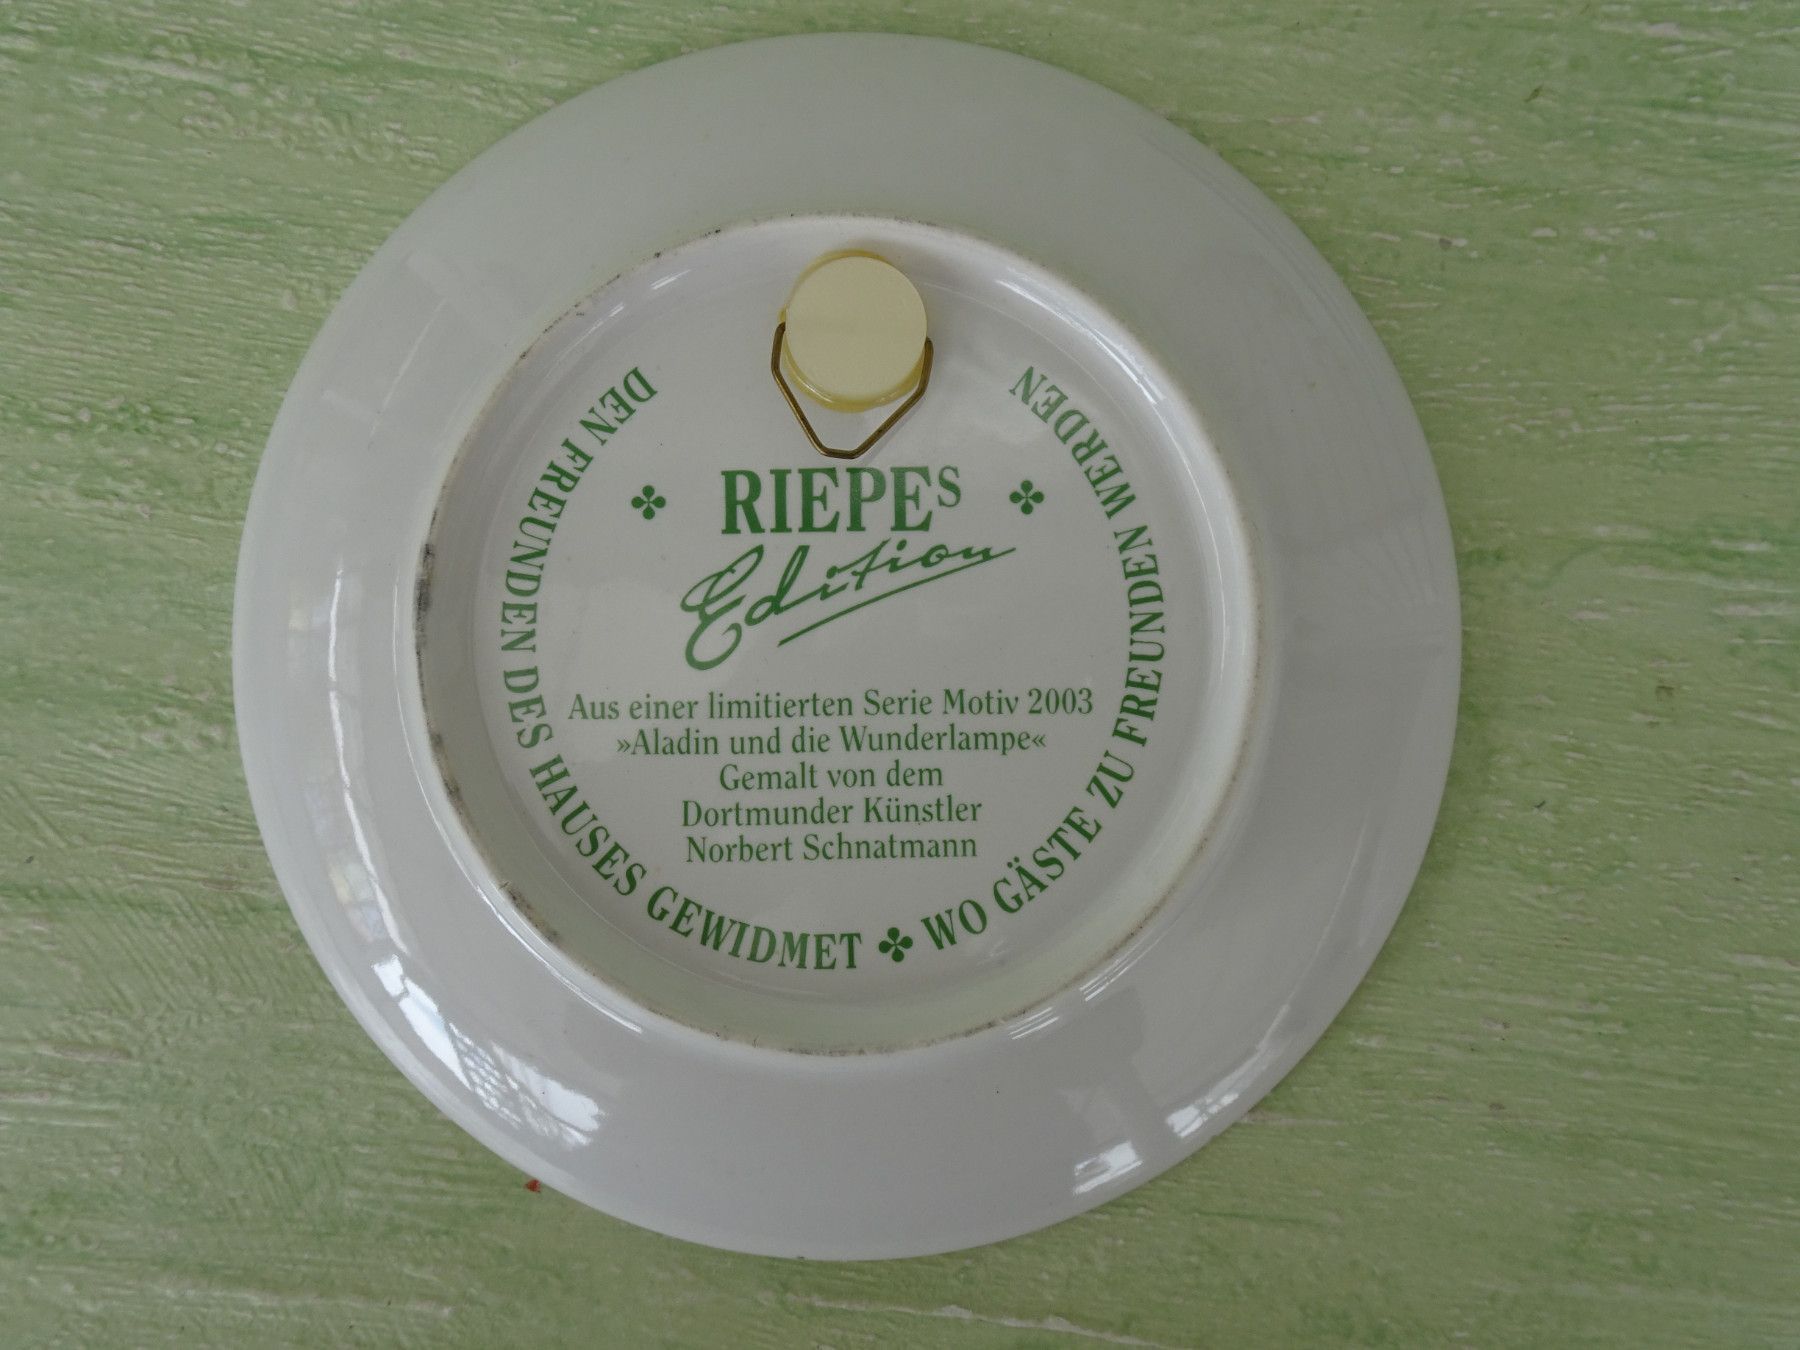 RIEPES
Edition
Aus einer limitierten Serie Motiv 2003
»Aladin und die Wunderlampe«
Gemalt von dem
Dortmunder Künstler
Norbert Schnatmann
DEN FREUNDEN DES HAUSES GEWIDMET ✤ WO GÄSTE ZU FREUNDEN WERDEN